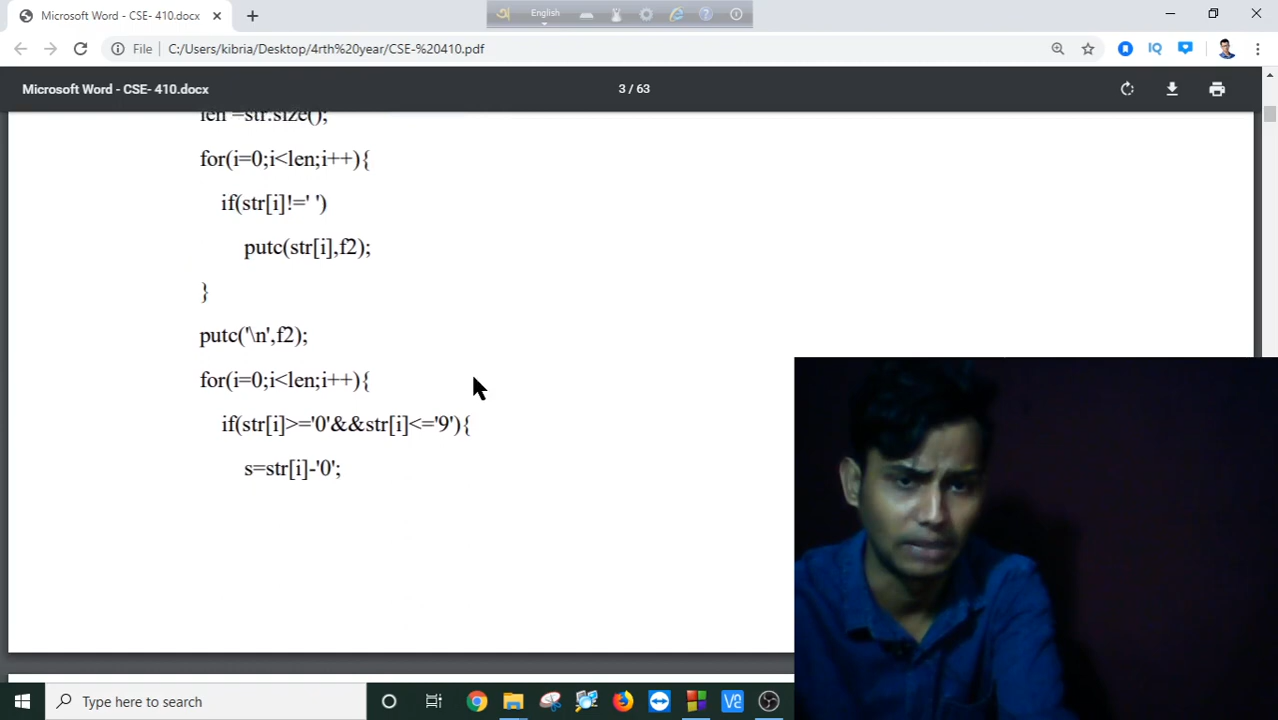 Microsoft Word - CSE- 410.docx
English
File
C:/Users/kibria/Desktop/4rth%20year/CSE-%20410.pdf
IQ
Microsoft Word - CSE- 410.docx
3 / 63
len =str.size();
for(i=0;i<len;i++){
if(str[i]!=' ')
putc(str[i],f2);
}
putc('\n',f2);
for(i=0;i<len;i++){
if(str[i]>='0'&&str[i]<='9'){
s=str[i]-'0';
Type here to search